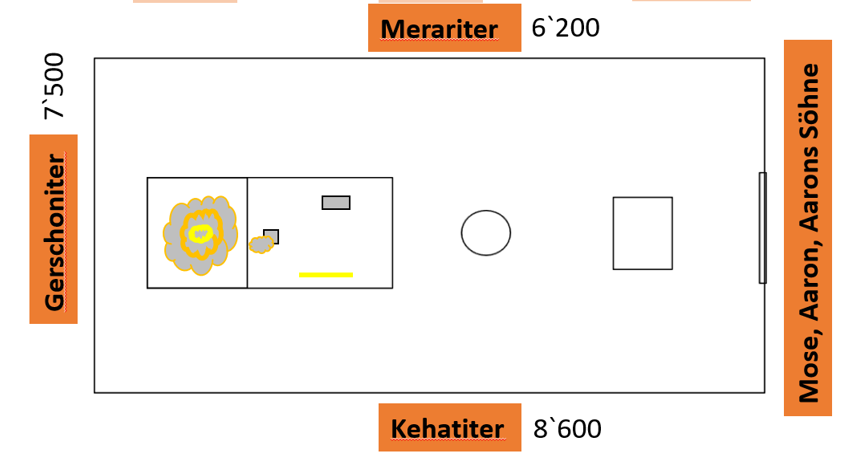 Merariter 6`200
7`500
Gerschoniter
Mose, Aaron, Aarons Söhne
Kehatiter 8`600